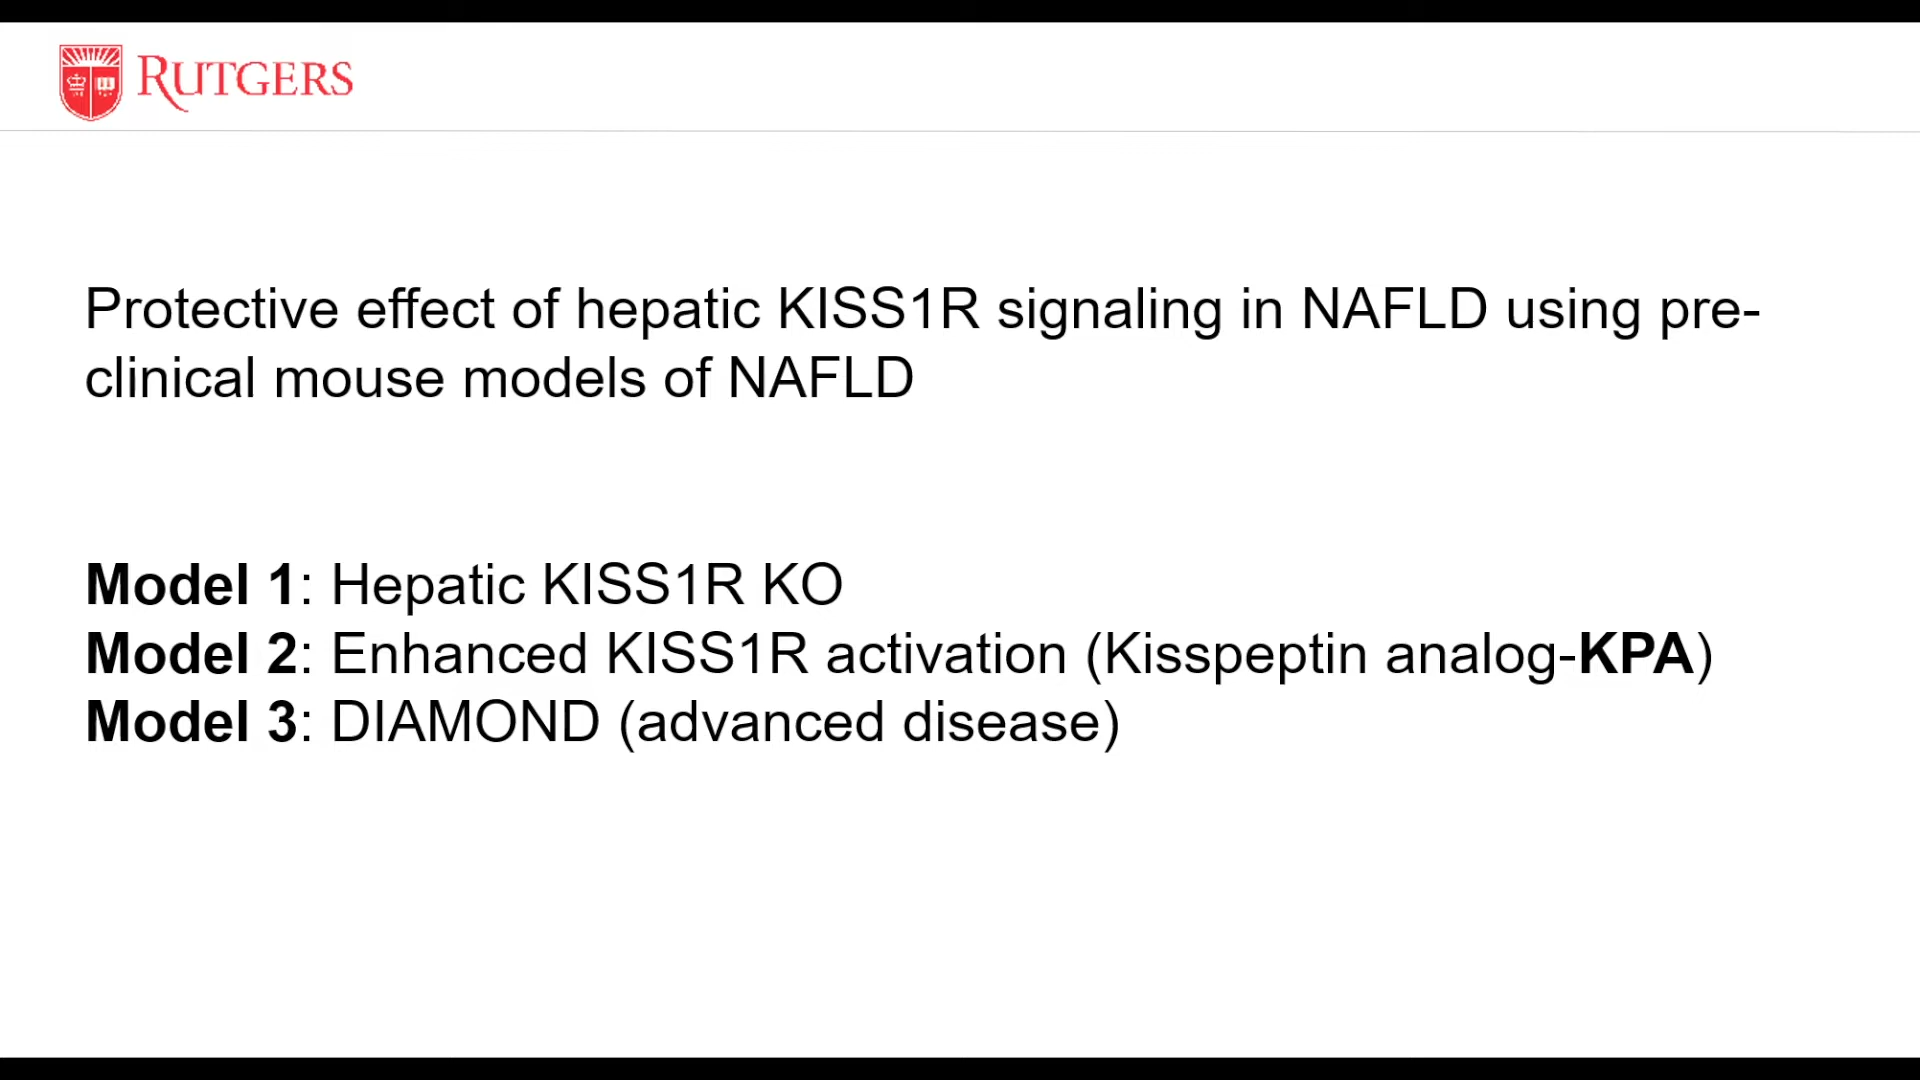 RUTGERS
Protective effect of hepatic KISS1R signaling in NAFLD using pre-
clinical mouse models of NAFLD
Model 1: Hepatic KISS1R KO
Model 2: Enhanced KISS1R activation (Kisspeptin analog-KPA)
Model 3: DIAMOND (advanced disease)